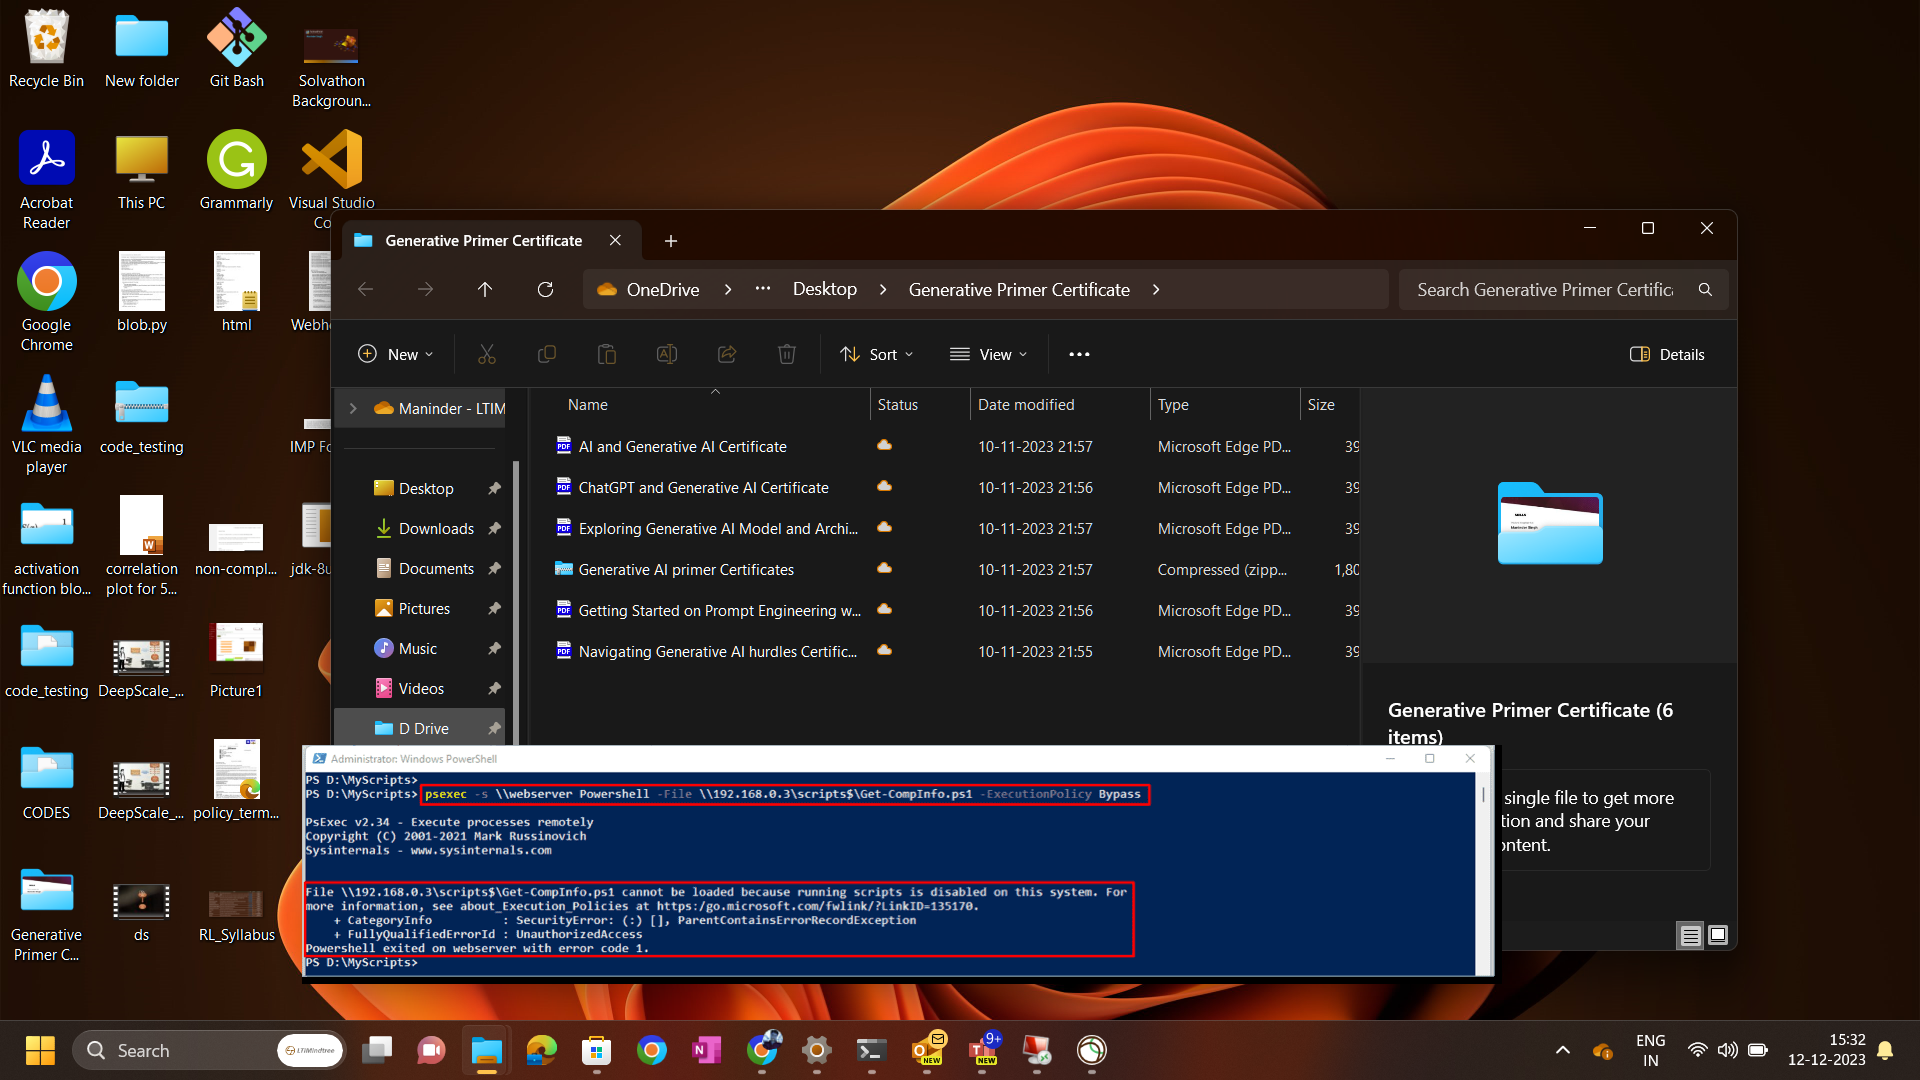 Recycle Bin
New folder
Git Bash
Solvathon
Backgroun...
Acrobat
Reader
This PC
Grammarly
Visual Studio
Co
Google
Chrome
blob.py
html
Webh
VLC media
player
code_testing
IMP Fo
activation
function blo...
correlation
plot for 5...
non-compl...
jdk-8u
code_testing
DeepScale_...
Picture1
CODES
DeepScale_...
policy_term...
Generative
Primer C...
ds
RL_Syllabus
Generative Primer Certificate
OneDrive
Desktop
Generative Primer Certificate
Search Generative Primer Certific
New
Sort
View
Details
Maninder - LTIM
Desktop
Downloads
Documents
Pictures
Music
Videos
D Drive
Name Status Date modified Type Size
AI and Generative AI Certificate 10-11-2023 21:57 Microsoft Edge PD... 39
ChatGPT and Generative AI Certificate 10-11-2023 21:56 Microsoft Edge PD... 39
Exploring Generative AI Model and Archi... 10-11-2023 21:57 Microsoft Edge PD... 39
Generative AI primer Certificates 10-11-2023 21:57 Compressed (zipp... 1,80
Getting Started on Prompt Engineering w... 10-11-2023 21:56 Microsoft Edge PD... 39
Navigating Generative AI hurdles Certific... 10-11-2023 21:55 Microsoft Edge PD... 39
Generative Primer Certificate (6
items)
single file to get more
tion and share your
ontent.
Administrator: Windows PowerShell
PS D:\MyScripts>
PS D:\MyScripts> psexec -s \\webserver Powershell -File \\192.168.0.3\scripts$\Get-CompInfo.ps1 -ExecutionPolicy Bypass
PsExec v2.34 - Execute processes remotely
Copyright (C) 2001-2021 Mark Russinovich
Sysinternals - www.sysinternals.com
File \\192.168.0.3\scripts$\Get-CompInfo.ps1 cannot be loaded because running scripts is disabled on this system. For
more information, see about_Execution_Policies at https:/go.microsoft.com/fwlink/?LinkID=135170.
+ CategoryInfo : SecurityError: (:) [], ParentContainsErrorRecordException
+ FullyQualifiedErrorId : UnauthorizedAccess
Powershell exited on webserver with error code 1.
PS D:\MyScripts>
Search
LTIMindtree
NEW
9+
NEW
ENG
IN
15:32
12-12-2023